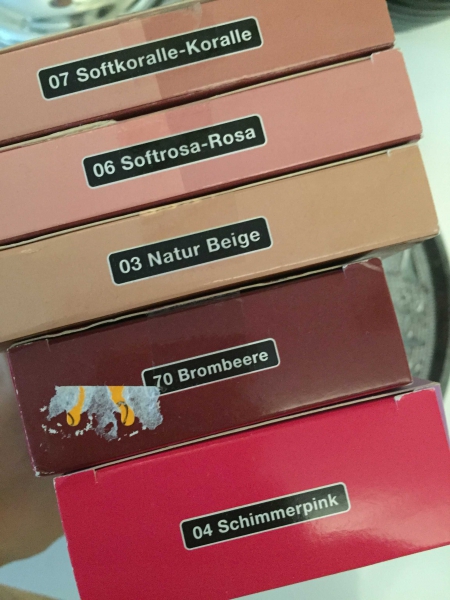 07 Softkoralle-Koralle
06 Softrosa-Rosa
03 Natur Beige
70 Brombeere
04 Schimmerpink